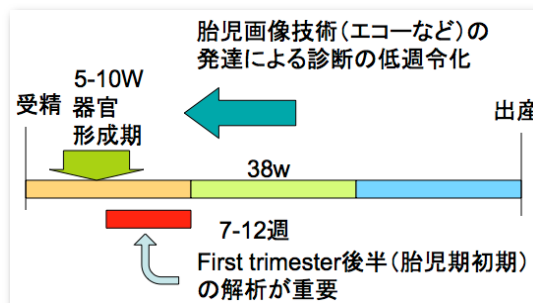 胎児画像技術(エコーなど)の
発達による診断の低週令化
5-10W
器官
形成期
受精
出産
38w
7-12週
First trimester後半(胎児期初期)
の解析が重要